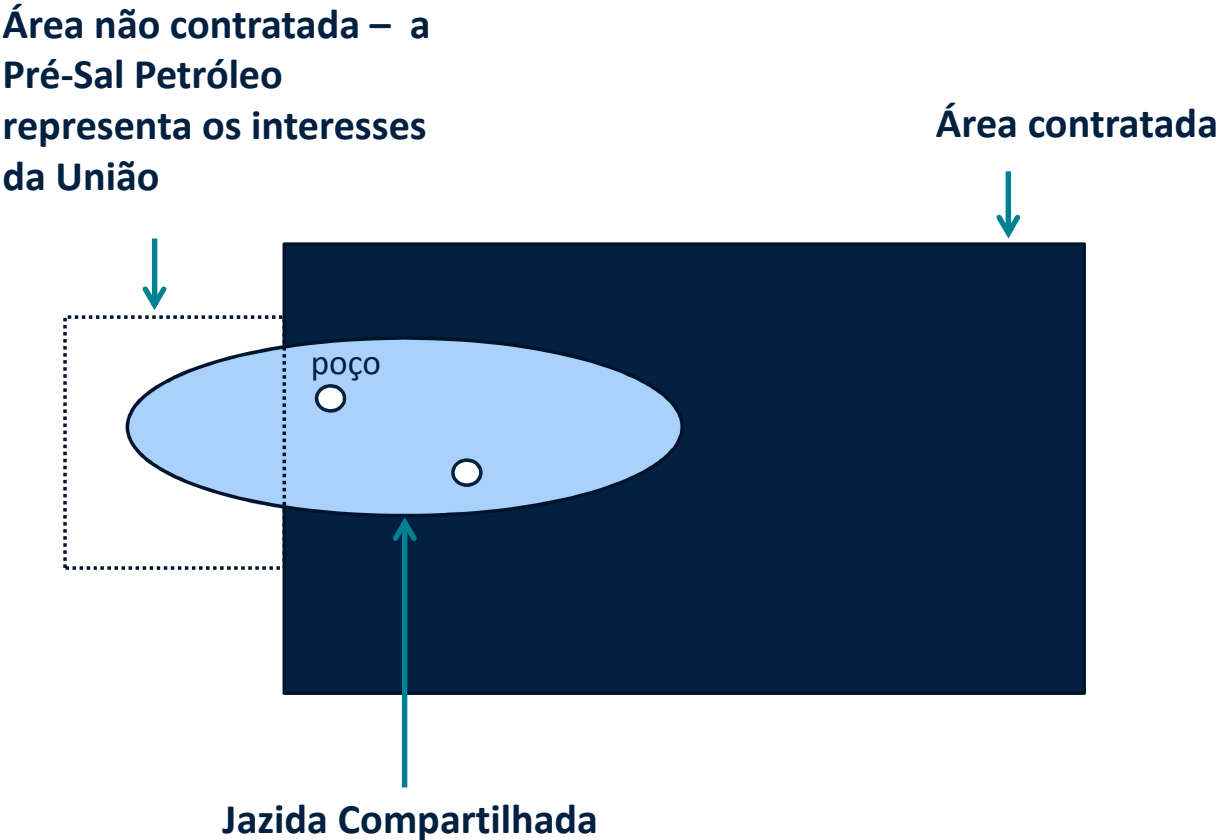 Área não contratada – a
Pré-Sal Petróleo
representa os interesses
da União
Área contratada
poço
Jazida Compartilhada